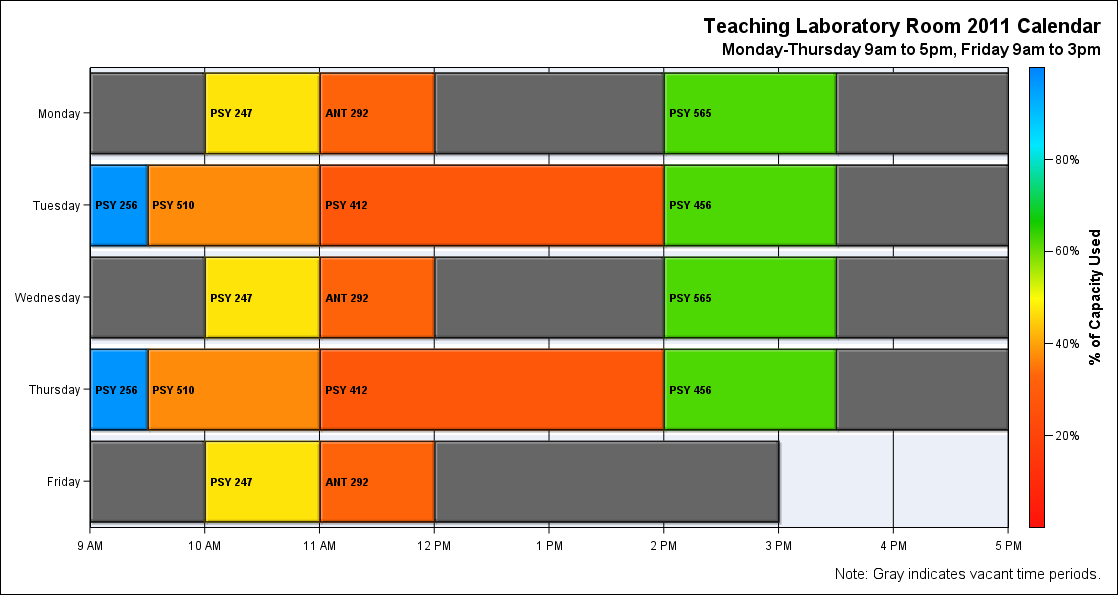 Teaching Laboratory Room 2011 Calendar
Monday-Thursday 9am to 5pm, Friday 9am to 3pm
Monday
PSY 247
ANT 292
PSY 565
Tuesday
PSY 256
PSY 510
PSY 412
PSY 456
Wednesday
PSY 247
ANT 292
PSY 565
Thursday
PSY 256
PSY 510
PSY 412
PSY 456
Friday
PSY 247
ANT 292
9 AM
10 AM
11 AM
12 PM
1 PM
2 PM
3 PM
4 PM
5 PM
80%
60%
40%
20%
% of Capacity Used
Note: Gray indicates vacant time periods.